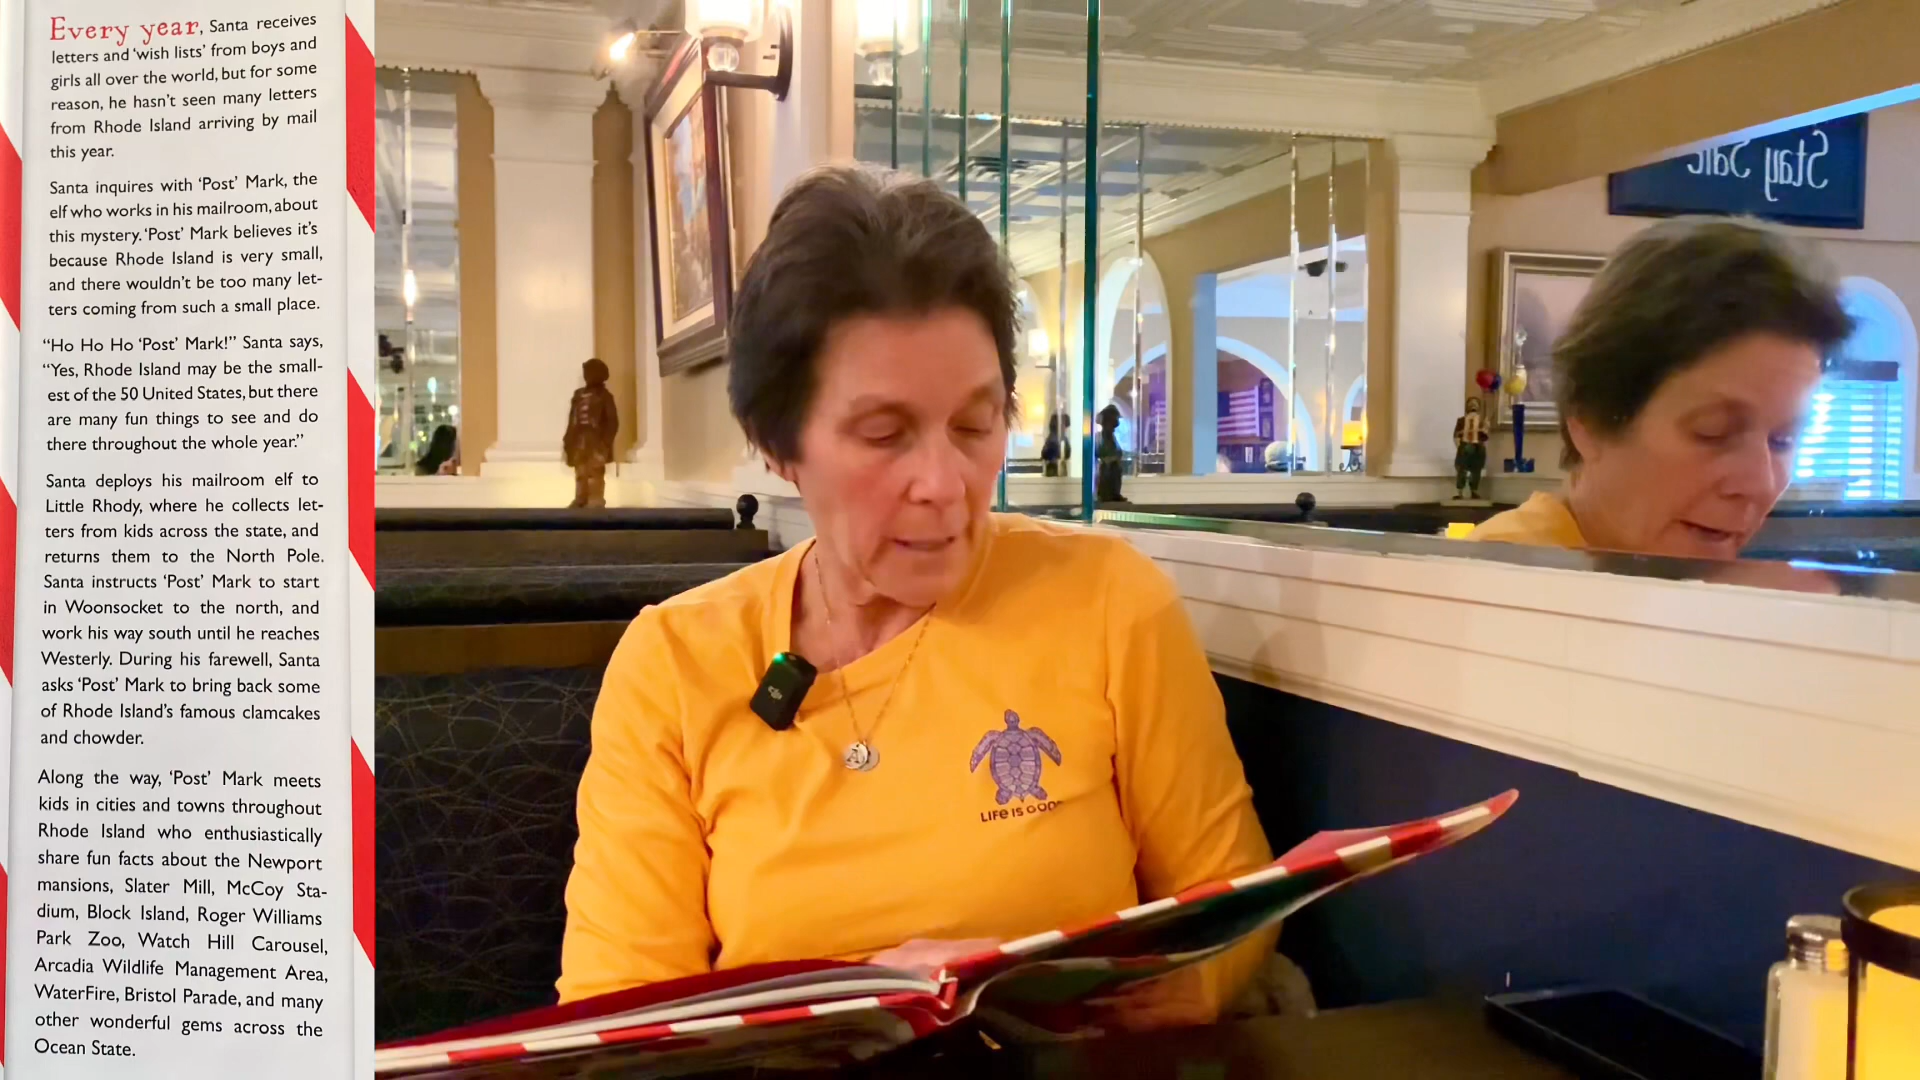 Every year, Santa receives
letters and ‘wish lists’ from boys and
girls all over the world, but for some
reason, he hasn’t seen many letters
from Rhode Island arriving by mail
this year.
Santa inquires with ‘Post’ Mark, the
elf who works in his mailroom, about
this mystery. ‘Post’ Mark believes it’s
because Rhode Island is very small,
and there wouldn’t be too many let-
ters coming from such a small place.
“Ho Ho Ho ‘Post’ Mark!” Santa says,
“Yes, Rhode Island may be the small-
est of the 50 United States, but there
are many fun things to see and do
there throughout the whole year.”
Santa deploys his mailroom elf to
Little Rhody, where he collects let-
ters from kids across the state, and
returns them to the North Pole.
Santa instructs ‘Post’ Mark to start
in Woonsocket to the north, and
work his way south until he reaches
Westerly. During his farewell, Santa
asks ‘Post’ Mark to bring back some
of Rhode Island’s famous clamcakes
and chowder.
Along the way, ‘Post’ Mark meets
kids in cities and towns throughout
Rhode Island who enthusiastically
share fun facts about the Newport
mansions, Slater Mill, McCoy Sta-
dium, Block Island, Roger Williams
Park Zoo, Watch Hill Carousel,
Arcadia Wildlife Management Area,
WaterFire, Bristol Parade, and many
other wonderful gems across the
Ocean State.
Stay Safe
dji
LIFE IS GOOD